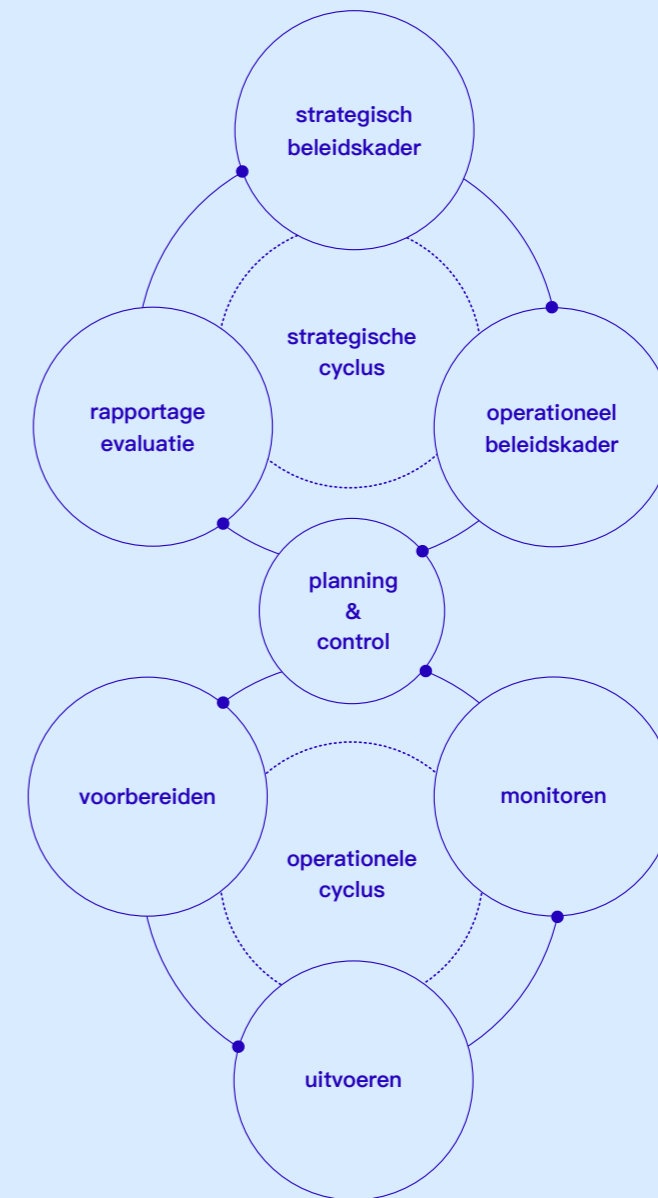 strategisch
beleidskader
strategische
cyclus
rapportage
evaluatie
operationeel
beleidskader
planning
&
control
voorbereiden
monitoren
operationele
cyclus
uitvoeren